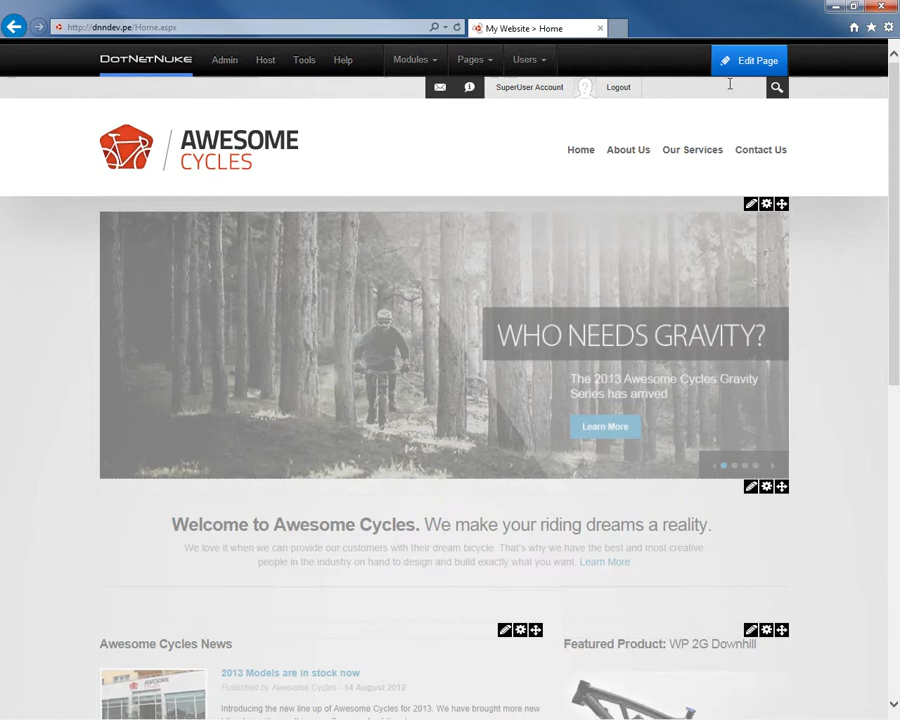 http://dnndev.pe/Home.aspx
My Website > Home
DOTNETNUKE
Admin
Host
Tools
Help
Modules
Pages
Users
Edit Page
SuperUser Account
Logout
AWESOME
CYCLES
Home
About Us
Our Services
Contact Us
WHO NEEDS GRAVITY?
The 2013 Awesome Cycles Gravity
Series has arrived
Learn More
Welcome to Awesome Cycles. We make your riding dreams a reality.
We love it when we can provide our customers with their dream bicycle. That's why we have the best and most creative
people in the industry on hand to design and build exactly what you want. Learn More
Awesome Cycles News
Featured Product: WP 2G Downhill
2013 Models are in stock now
Published by Awesome Cycles - 14 August 2012
Introducing the new line up of Awesome Cycles for 2013. We have brought more new